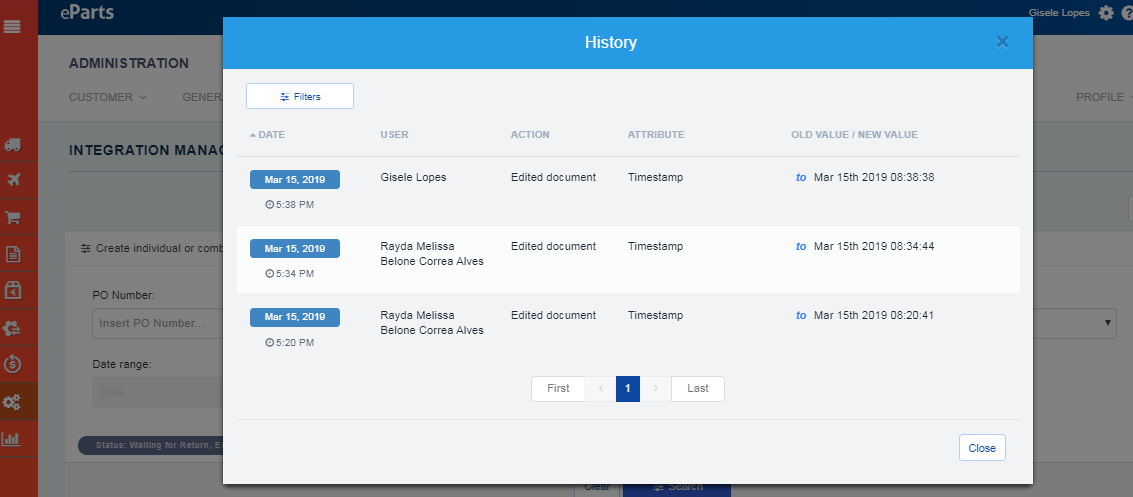 eParts
Gisele Lopes
History
ADMINISTRATION
CUSTOMER
GENER
PROFILE
Filters
DATE USER ACTION ATTRIBUTE OLD VALUE / NEW VALUE
INTEGRATION MANAG
Mar 15, 2019 Gisele Lopes Edited document Timestamp to Mar 15th 2019 08:38:38
5:38 PM
Create individual or comb
Mar 15, 2019 Rayda Melissa Edited document Timestamp to Mar 15th 2019 08:34:44
Belone Correa Alves
5:34 PM
PO Number:
Insert PO Number...
Mar 15, 2019 Rayda Melissa Edited document Timestamp to Mar 15th 2019 08:20:41
Belone Correa Alves
5:20 PM
Date range:
Date
First ‹ 1 › Last
Status: Waiting for Return, Er
Close
Clear
Search